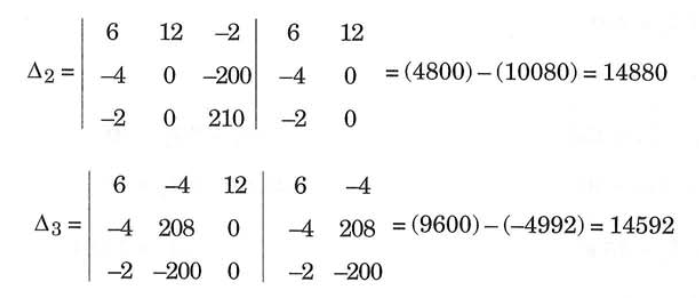 6 12 –2 6 12
Δ2 = –4 0 –200 –4 0 = (4800) – (10080) = 14880
–2 0 210 –2 0
6 –4 12 6 –4
Δ3 = –4 208 0 –4 208 = (9600) – (–4992) = 14592
–2 –200 0 –2 –200